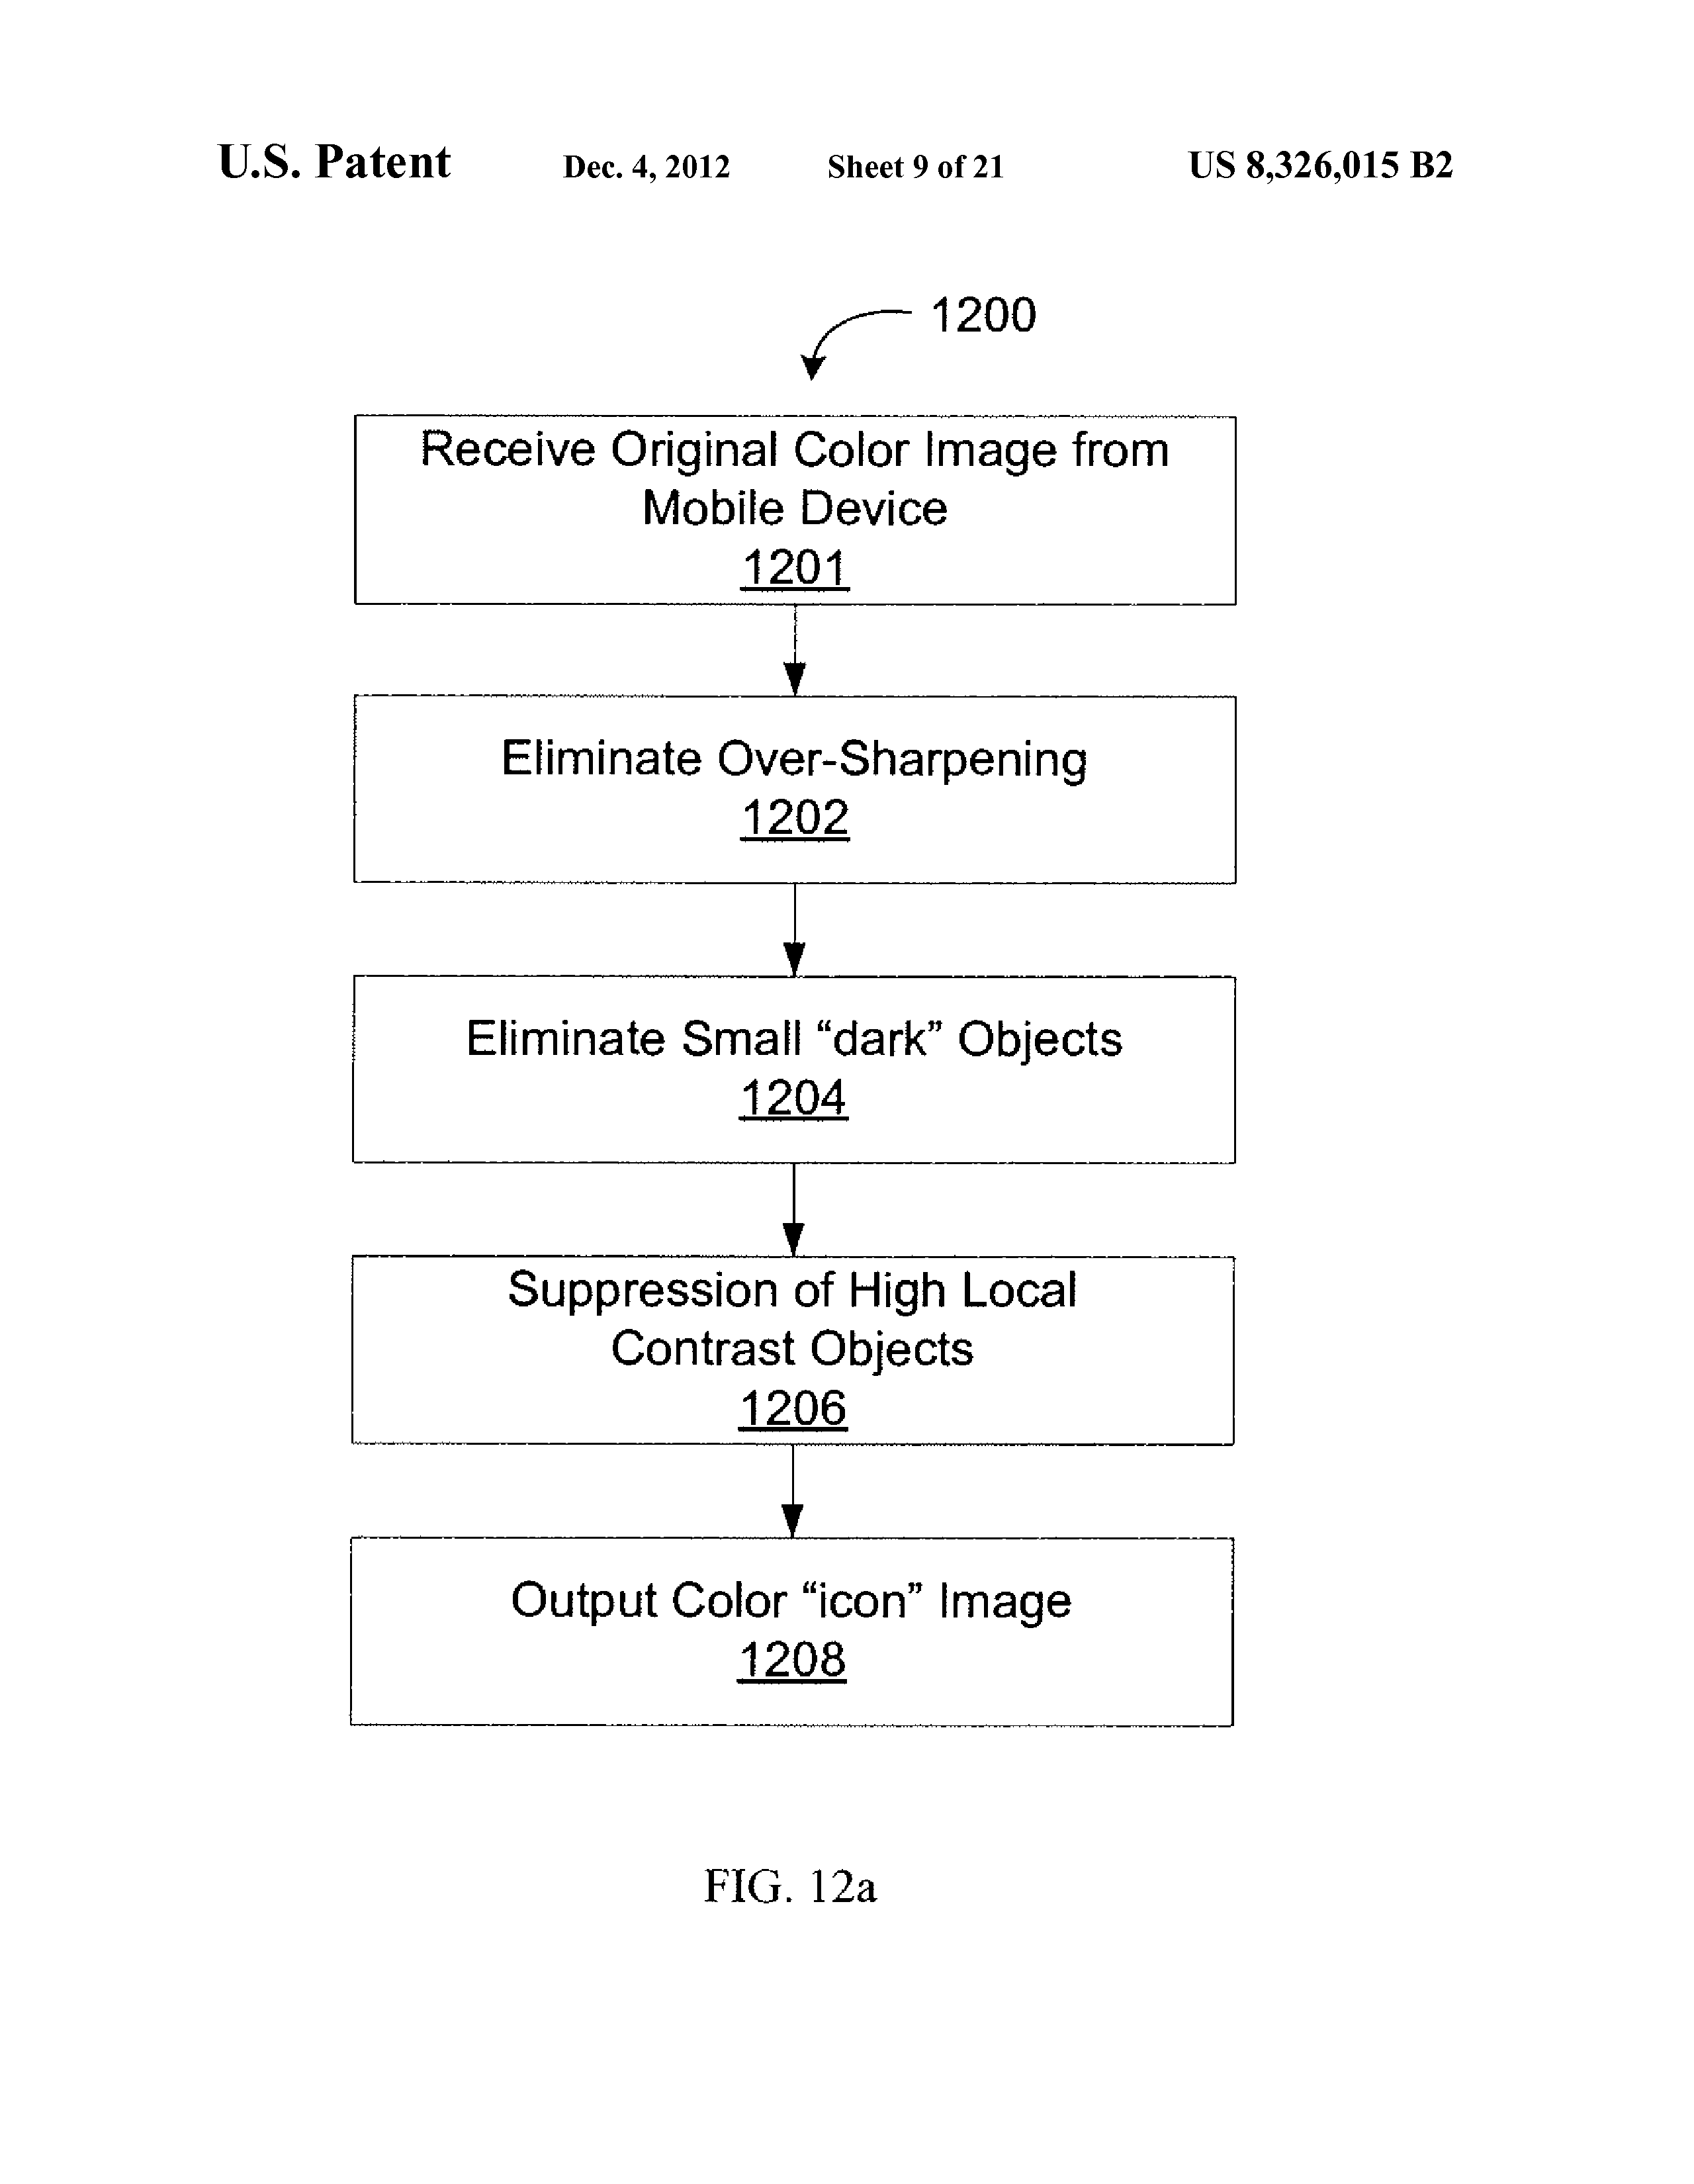 U.S. Patent Dec. 4, 2012 Sheet 9 of 21 US 8,326,015 B2
1200
Receive Original Color Image from
Mobile Device
1201
Eliminate Over-Sharpening
1202
Eliminate Small “dark” Objects
1204
Suppression of High Local
Contrast Objects
1206
Output Color “icon” Image
1208
FIG. 12a